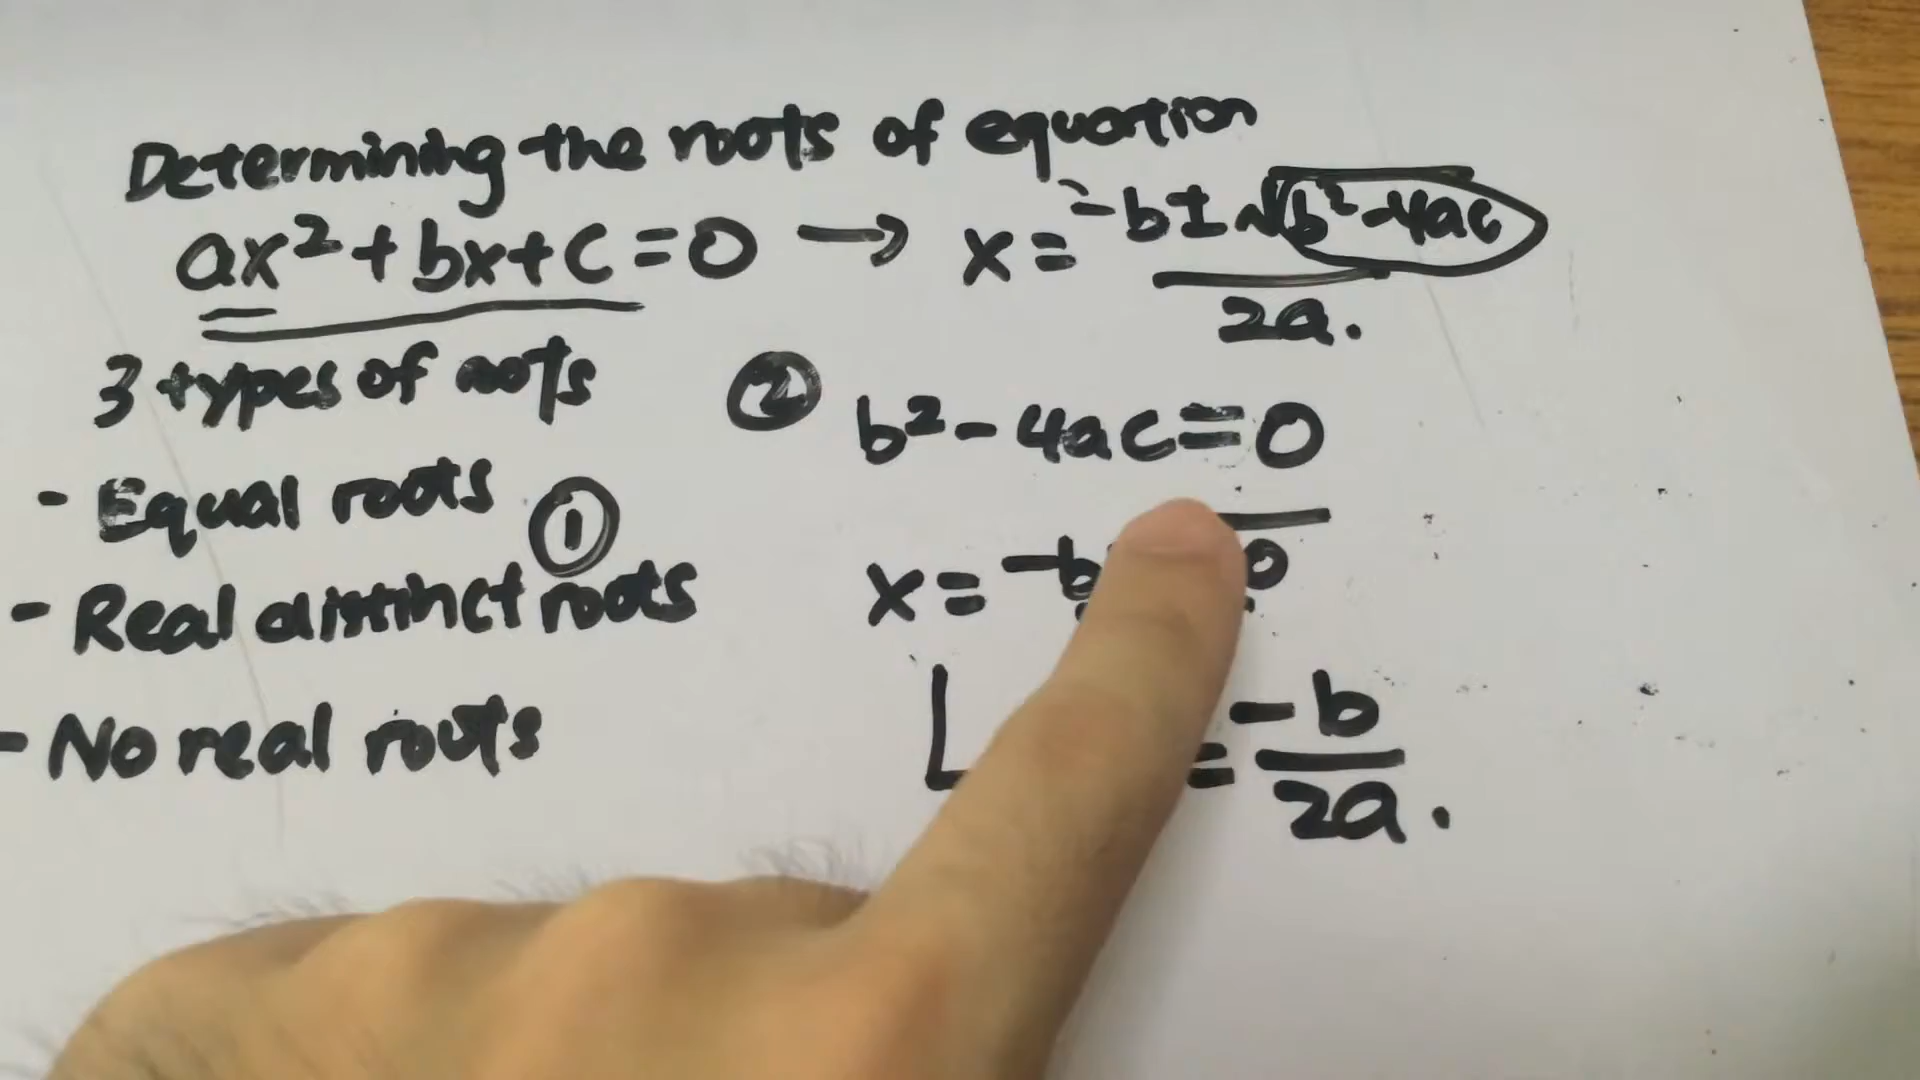 Determining the roots of equation
ax² + bx + c = 0 → x = -b ± √b² - 4ac
2a.
3 types of roots
② b² - 4ac = 0
- Equal roots ①
x = -b 0
- Real distinct roots
- No real roots
= -b
2a.